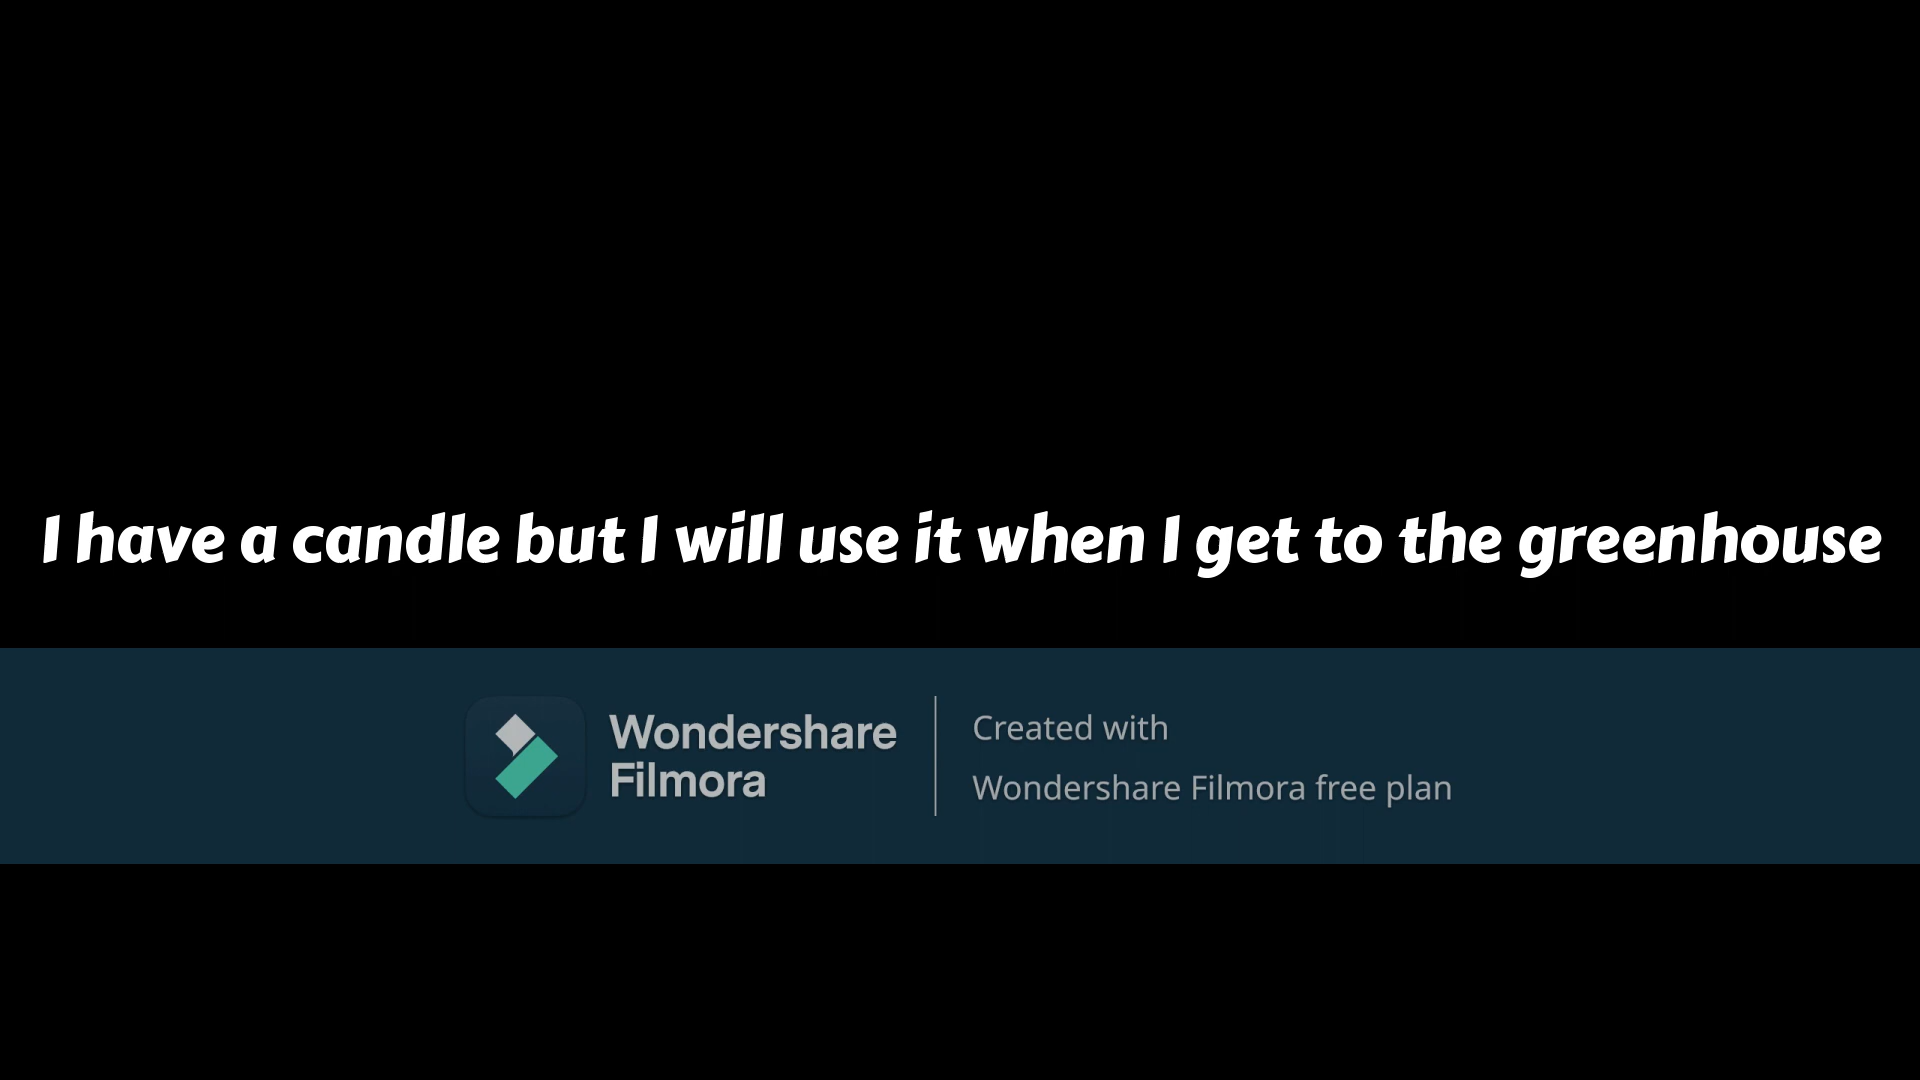 I have a candle but I will use it when I get to the greenhouse
Wondershare
Filmora
Created with
Wondershare Filmora free plan